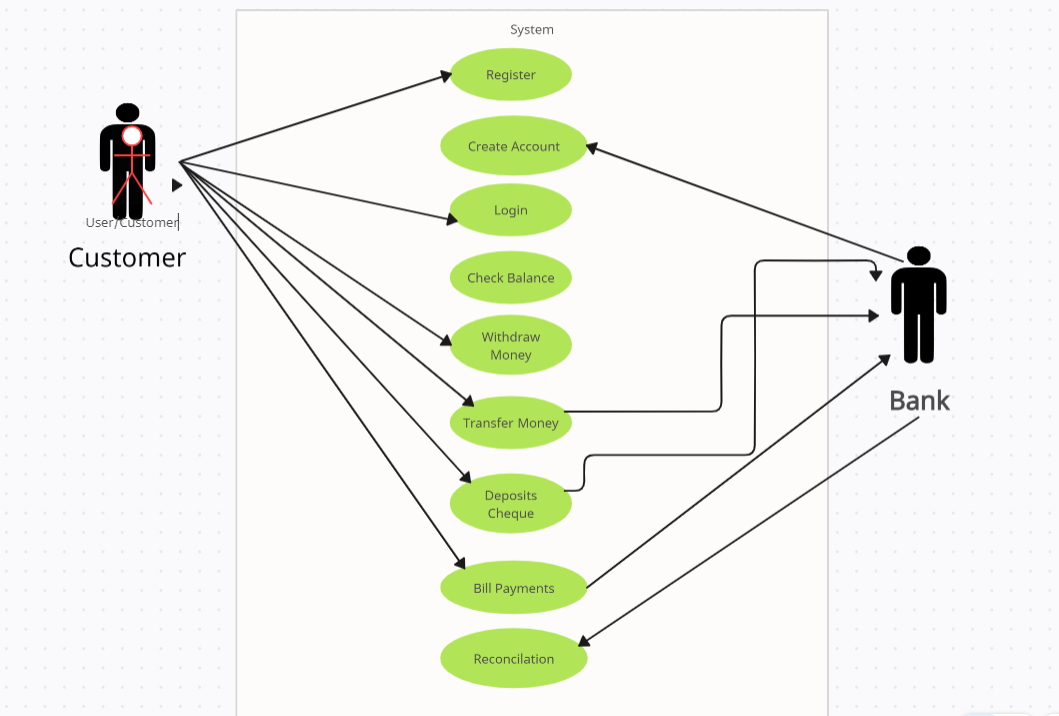 System
Register
Create Account
Login
User/Customer
Customer
Check Balance
Withdraw
Money
Bank
Transfer Money
Deposits
Cheque
Bill Payments
Reconcilation